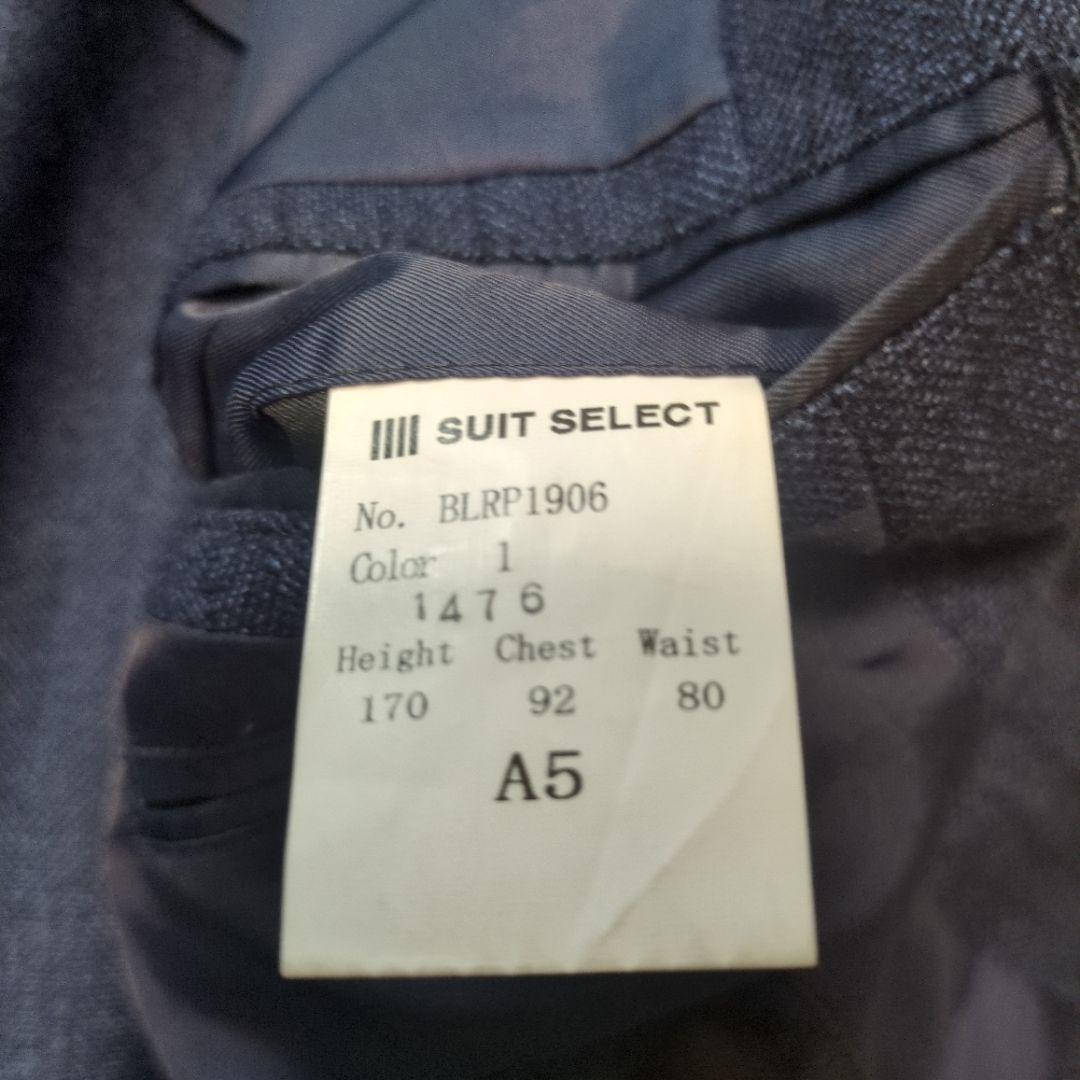 SUIT SELECT
No. BLRP1906
Color 1
1476
Height Chest Waist
170 92 80
A5